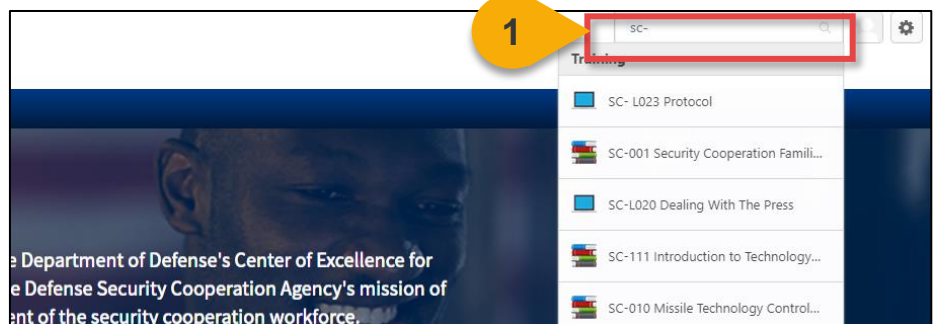 1
sc-
Training
SC- L023 Protocol
SC-001 Security Cooperation Famili...
SC-L020 Dealing With The Press
SC-111 Introduction to Technology...
SC-010 Missile Technology Control...
e Department of Defense's Center of Excellence for
e Defense Security Cooperation Agency's mission of
ent of the security cooperation workforce.